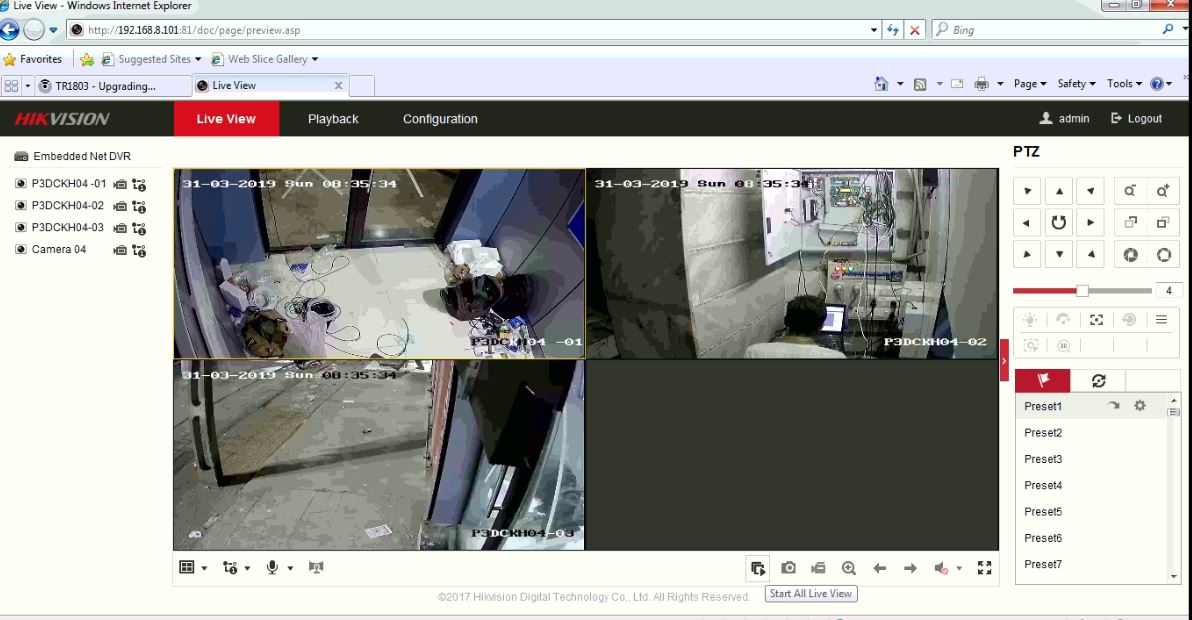 Live View - Windows Internet Explorer
http://192.168.8.101:81/doc/page/preview.asp
Bing
Favorites
Suggested Sites
Web Slice Gallery
TR1803 - Upgrading...
Live View
Page
Safety
Tools
HIKVISION
Live View
Playback
Configuration
admin
Logout
Embedded Net DVR
P3DCKH04 -01
P3DCKH04-02
P3DCKH04-03
Camera 04
31-03-2019 Sun 08:35:34
P3DCKH04 -01
31-03-2019 Sun 08:35:34
P3DCKH04-02
31-03-2019 Sun 08:35:34
P3DCKH04-03
PTZ
4
3D
Preset1
Preset2
Preset3
Preset4
Preset5
Preset6
Preset7
Start All Live View
©2017 Hikvision Digital Technology Co., Ltd. All Rights Reserved.